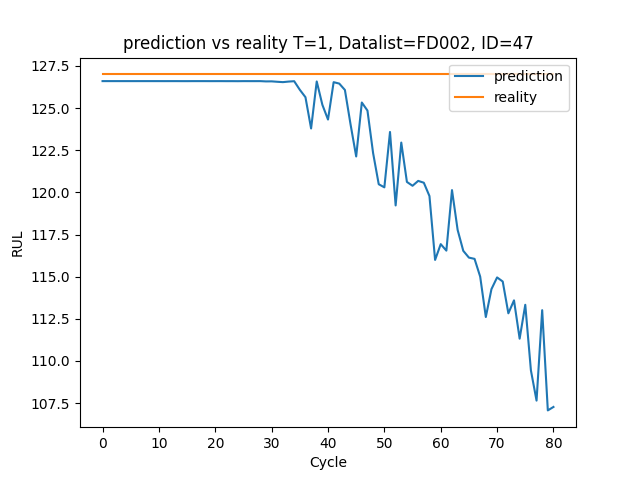 prediction vs reality T=1, Datalist=FD002, ID=47
prediction
reality
RUL
127.5
125.0
122.5
120.0
117.5
115.0
112.5
110.0
107.5
0 10 20 30 40 50 60 70 80
Cycle